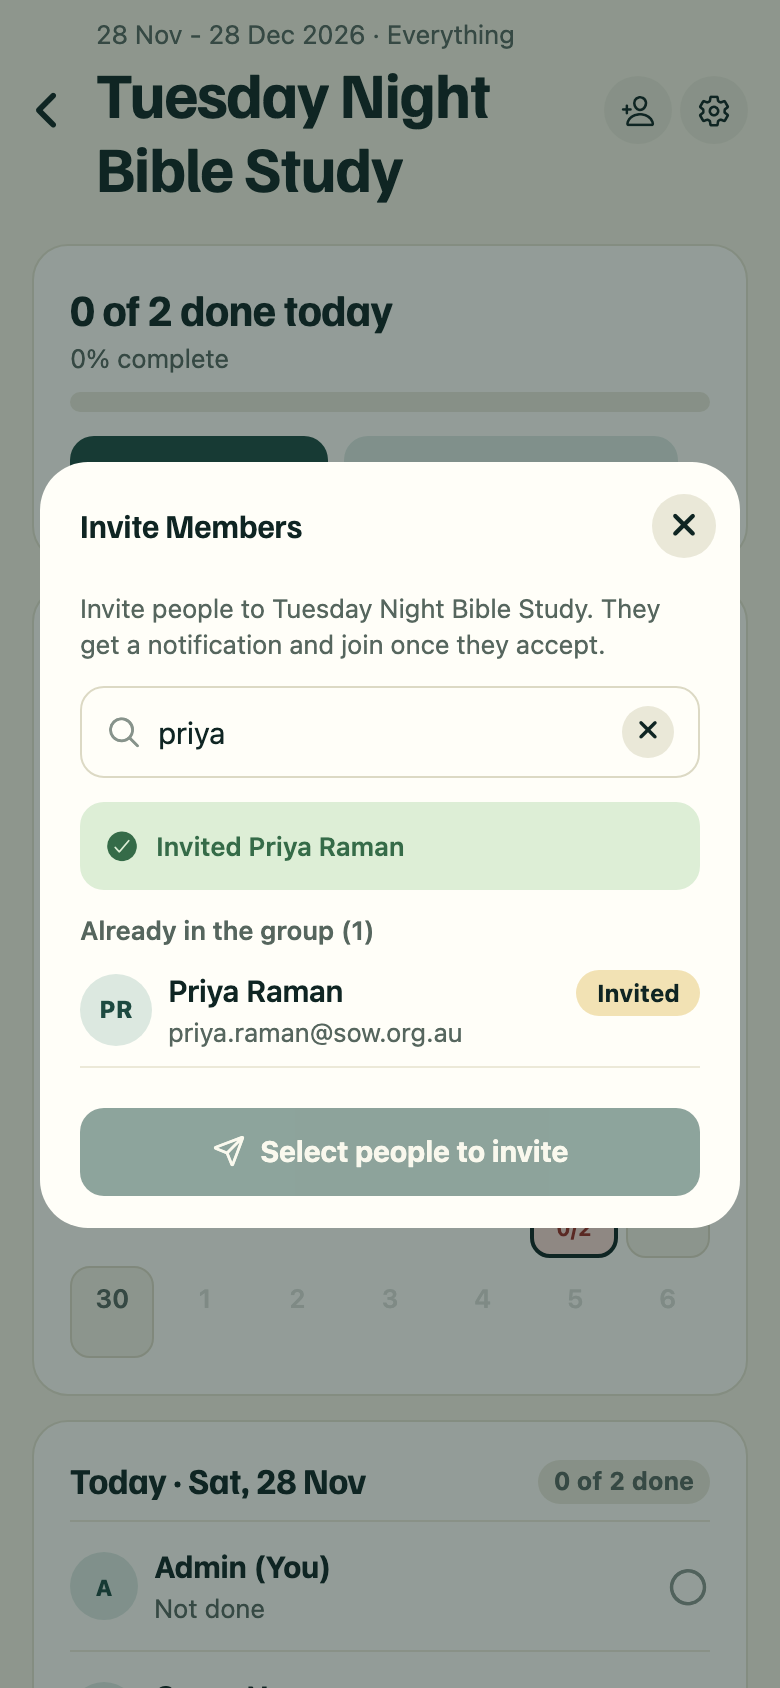 28 Nov - 28 Dec 2026 · Everything
Tuesday Night
Bible Study
0 of 2 done today
0% complete
Invite Members
Invite people to Tuesday Night Bible Study. They
get a notification and join once they accept.
priya
Invited Priya Raman
Already in the group (1)
PR
Priya Raman
Invited
priya.raman@sow.org.au
Select people to invite
0/2
30 1 2 3 4 5 6
Today · Sat, 28 Nov
0 of 2 done
A
Admin (You)
Not done